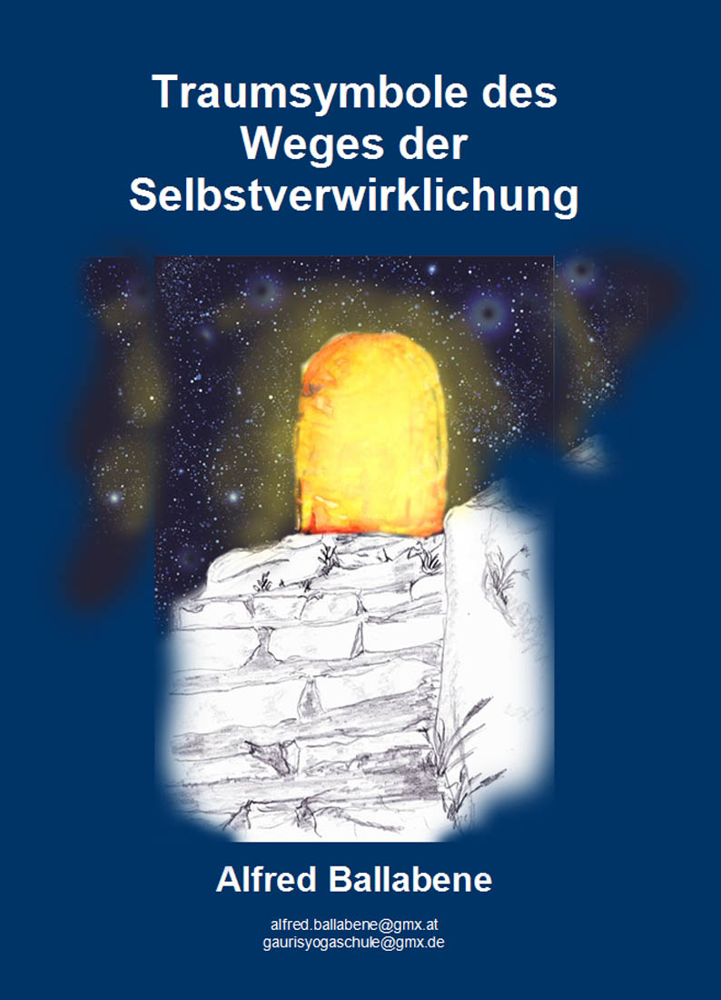 Traumsymbole des
Weges der
Selbstverwirklichung
Alfred Ballabene
alfred.ballabene@gmx.at
gaurisyogaschule@gmx.de